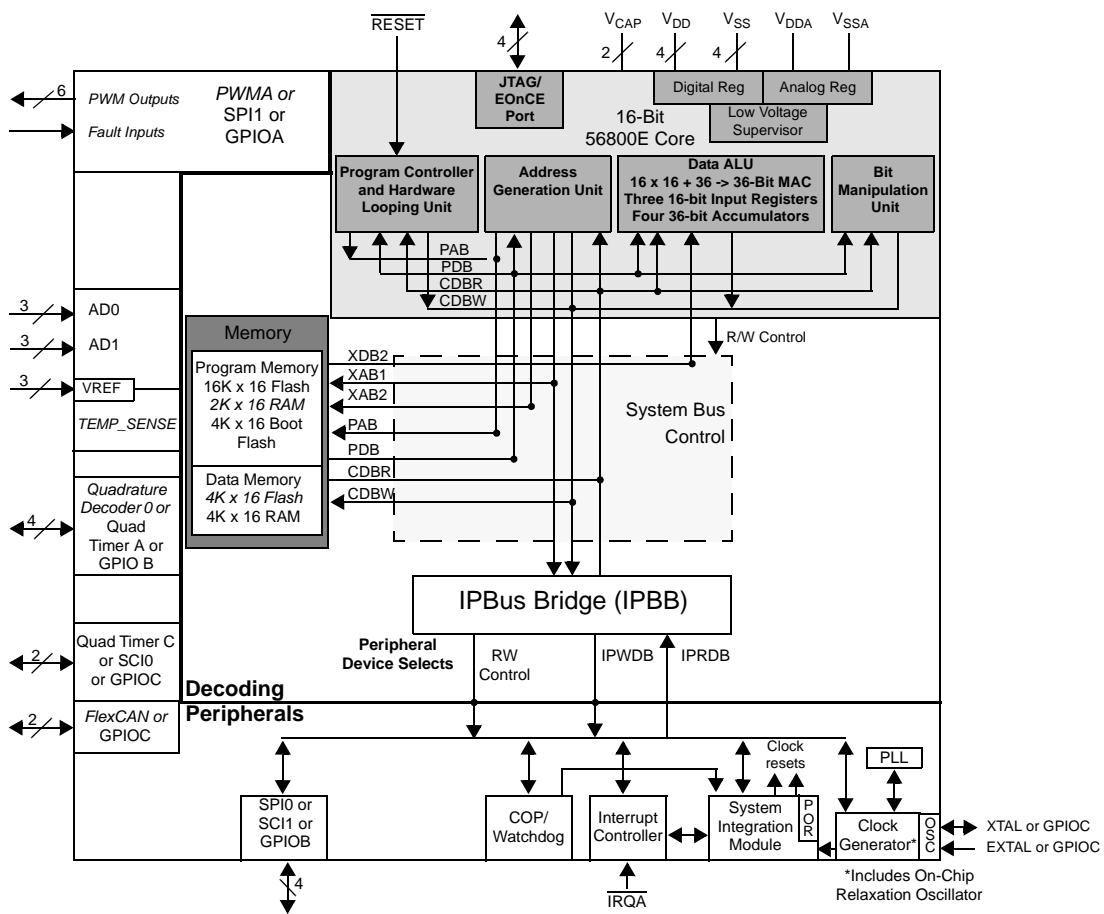 RESET
4
VCAP
VDD
VSS
VDDA
VSSA
2
4
4
6
PWM Outputs
Fault Inputs
PWMA or
SPI1 or
GPIOA
JTAG/
EOnCE
Port
Digital Reg
Analog Reg
Low Voltage
Supervisor
16-Bit
56800E Core
Program Controller
and Hardware
Looping Unit
Address
Generation Unit
Data ALU
16 x 16 + 36 -> 36-Bit MAC
Three 16-bit Input Registers
Four 36-bit Accumulators
Bit
Manipulation
Unit
PAB
PDB
CDBR
CDBW
3
AD0
3
AD1
3
VREF
TEMP_SENSE
Memory
Program Memory
16K x 16 Flash
2K x 16 RAM
4K x 16 Boot
Flash
Data Memory
4K x 16 Flash
4K x 16 RAM
XDB2
XAB1
XAB2
PAB
PDB
CDBR
CDBW
R/W Control
System Bus
Control
4
Quadrature
Decoder 0 or
Quad
Timer A or
GPIO B
IPBus Bridge (IPBB)
2
Quad Timer C
or SCI0
or GPIOC
Peripheral
Device Selects
RW
Control
IPWDB
IPRDB
Decoding
Peripherals
2
FlexCAN or
GPIOC
Clock
resets
PLL
SPI0 or
SCI1 or
GPIOB
COP/
Watchdog
Interrupt
Controller
System
Integration
Module
POR
Clock
Generator*
OSC
XTAL or GPIOC
EXTAL or GPIOC
4
IRQA
*Includes On-Chip
Relaxation Oscillator